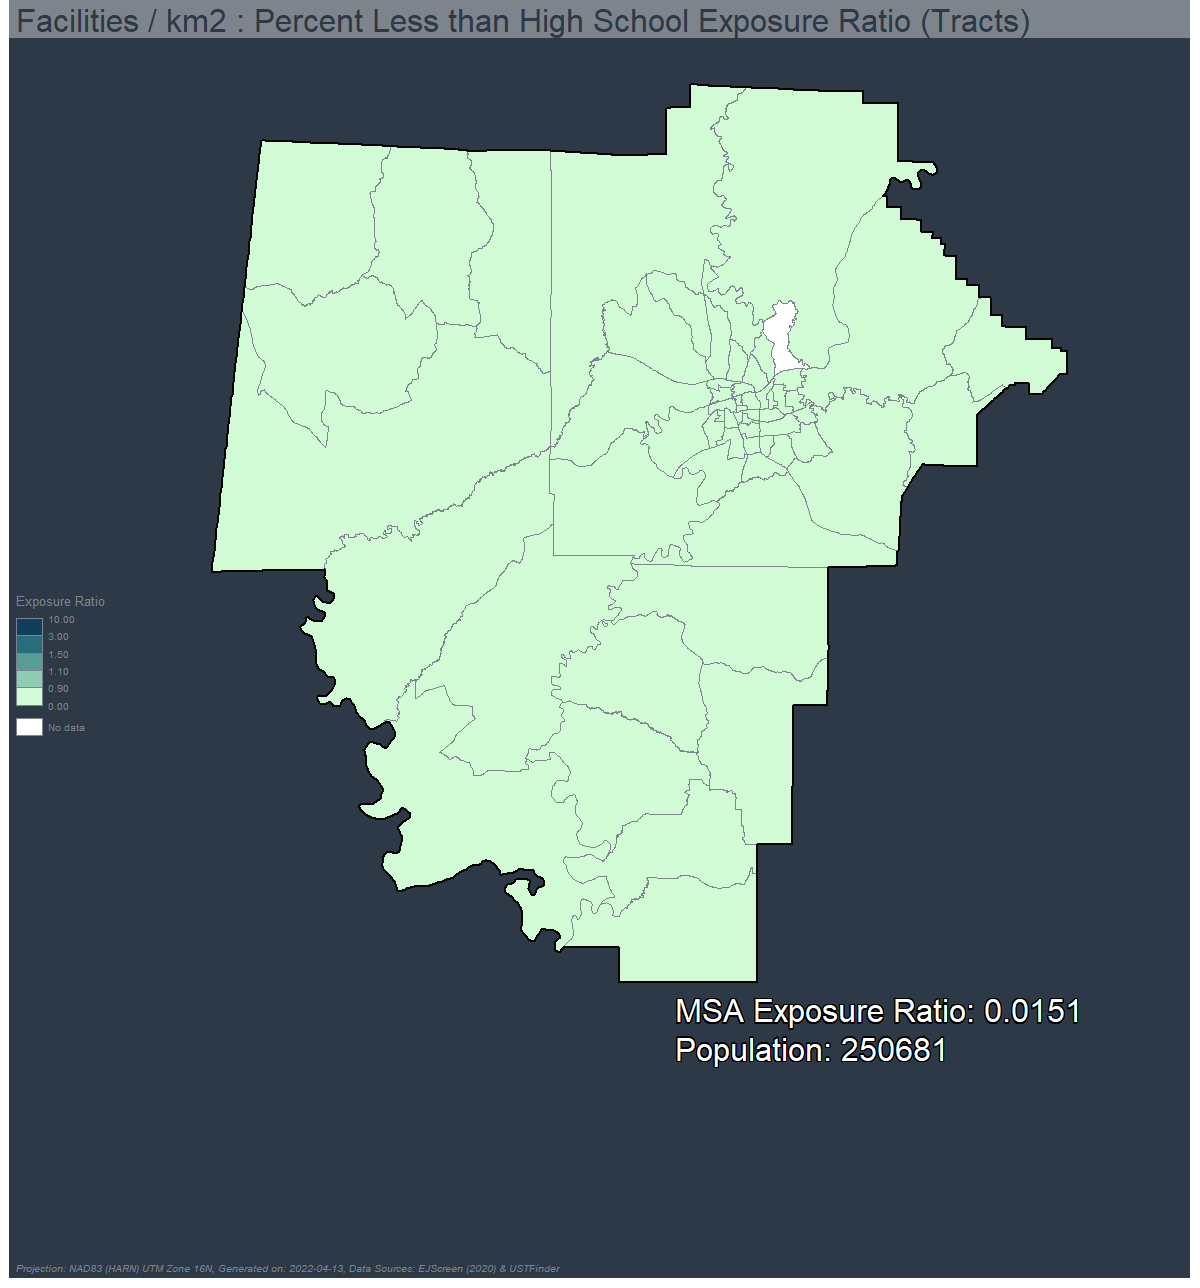 Facilities / km2 : Percent Less than High School Exposure Ratio (Tracts)
Exposure Ratio
10.00
3.00
1.50
1.10
0.90
0.00
No data
MSA Exposure Ratio: 0.0151
Population: 250681
Projection: NAD83 (HARN) UTM Zone 16N, Generated on: 2022-04-13, Data Sources: EJScreen (2020) & USTFinder